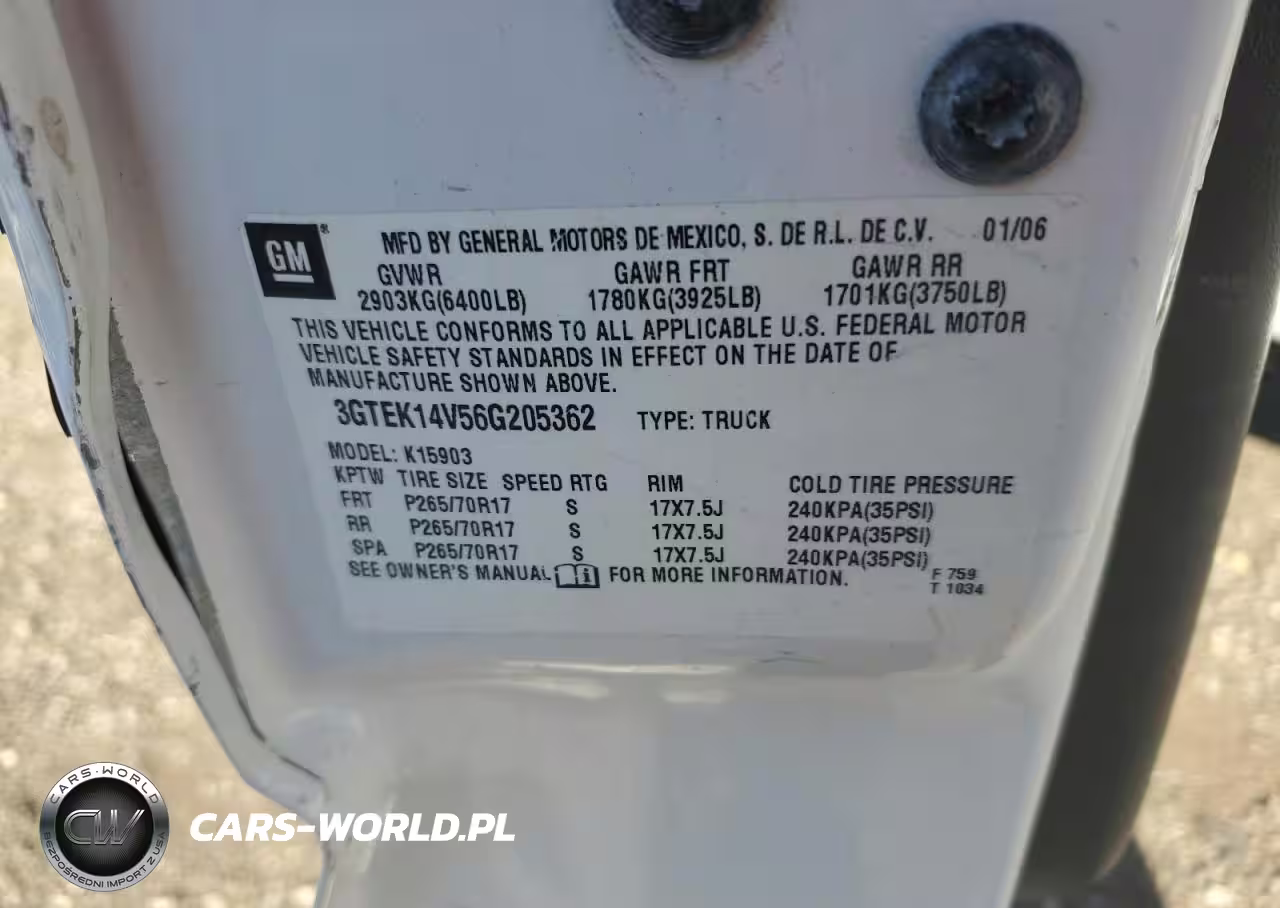 GM ® MFD BY GENERAL MOTORS DE MEXICO, S. DE R.L. DE C.V. 01/06
GVWR GAWR FRT GAWR RR
2903KG(6400LB) 1780KG(3925LB) 1701KG(3750LB)
THIS VEHICLE CONFORMS TO ALL APPLICABLE U.S. FEDERAL MOTOR
VEHICLE SAFETY STANDARDS IN EFFECT ON THE DATE OF
MANUFACTURE SHOWN ABOVE.
3GTEK14V56G205362 TYPE: TRUCK
MODEL: K15903
KPTW TIRE SIZE SPEED RTG RIM COLD TIRE PRESSURE
FRT P265/70R17 S 17X7.5J 240KPA(35PSI)
RR P265/70R17 S 17X7.5J 240KPA(35PSI)
SPA P265/70R17 S 17X7.5J 240KPA(35PSI)
SEE OWNER'S MANUAL FOR MORE INFORMATION.
F 759
T 1034
CARS-WORLD
CW
BEZPOŚREDNI IMPORT Z USA
CARS-WORLD.PL